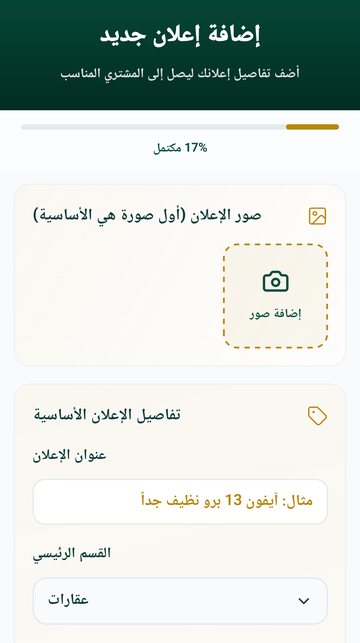 إضافة إعلان جديد
أضف تفاصيل إعلانك ليصل إلى المشتري المناسب
17% مكتمل
صور الإعلان (أول صورة هي الأساسية)
إضافة صور
تفاصيل الإعلان الأساسية
عنوان الإعلان
مثال: آيفون 13 برو نظيف جداً
القسم الرئيسي
عقارات